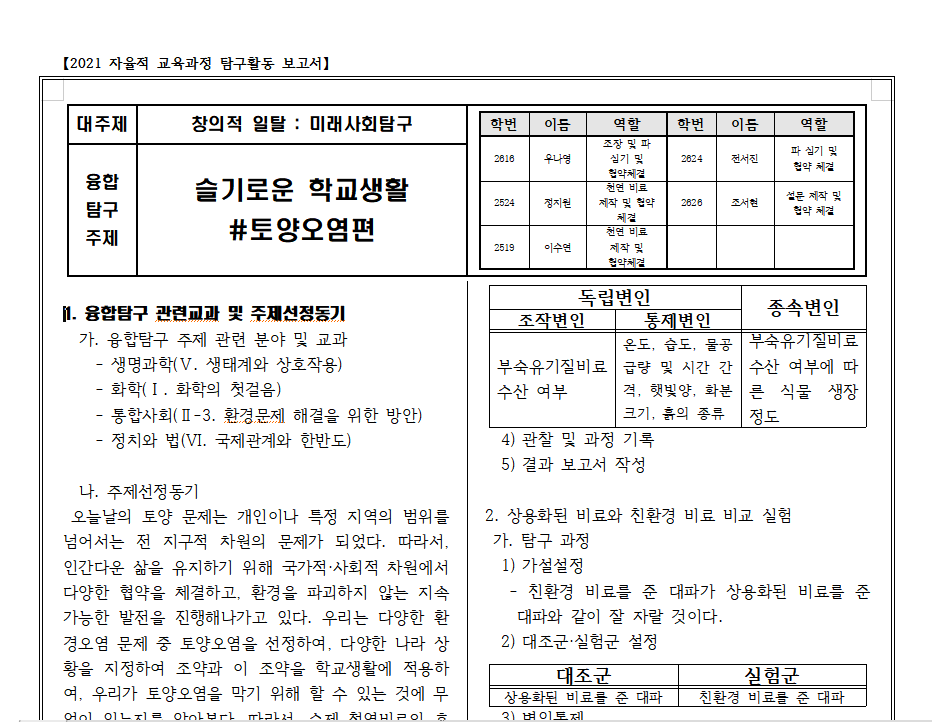 【2021 자율적 교육과정 탐구활동 보고서】
대주제
창의적 일탈 : 미래사회탐구
융합
탐구
주제
슬기로운 학교생활
#토양오염편
학번 이름 역할 학번 이름 역할
2616 우나영 조장 및 파 심기 및 협약체결 2624 전서진 파 심기 및 협약 체결
2524 정지원 천연 비료 제작 및 협약 체결 2626 조서현 설문 제작 및 협약 체결
2519 이수연 천연 비료 제작 및 협약체결
1. 융합탐구 관련교과 및 주제선정동기
가. 융합탐구 주제 관련 분야 및 교과
- 생명과학(Ⅴ. 생태계와 상호작용)
- 화학(Ⅰ. 화학의 첫걸음)
- 통합사회(Ⅱ-3. 환경문제 해결을 위한 방안)
- 정치와 법(Ⅵ. 국제관계와 한반도)
나. 주제선정동기
오늘날의 토양 문제는 개인이나 특정 지역의 범위를
넘어서는 전 지구적 차원의 문제가 되었다. 따라서,
인간다운 삶을 유지하기 위해 국가적·사회적 차원에서
다양한 협약을 체결하고, 환경을 파괴하지 않는 지속
가능한 발전을 진행해나가고 있다. 우리는 다양한 환
경오염 문제 중 토양오염을 선정하여, 다양한 나라 상
황을 지정하여 조약과 이 조약을 학교생활에 적용하
여, 우리가 토양오염을 막기 위해 할 수 있는 것에 무
엇이 있는지를 알아본다. 따라서, 수제 천연비료의 효
독립변인 종속변인
조작변인 통제변인
부숙유기질비료
수산 여부
온도, 습도, 물공
급량 및 시간 간
격, 햇빛양, 화분
크기, 흙의 종류
부숙유기질비료
수산 여부에 따
른 식물 생장
정도
4) 관찰 및 과정 기록
5) 결과 보고서 작성
2. 상용화된 비료와 친환경 비료 비교 실험
가. 탐구 과정
1) 가설설정
- 친환경 비료를 준 대파가 상용화된 비료를 준
대파와 같이 잘 자랄 것이다.
2) 대조군·실험군 설정
대조군 실험군
상용화된 비료를 준 대파 친환경 비료를 준 대파
3) 변인통제